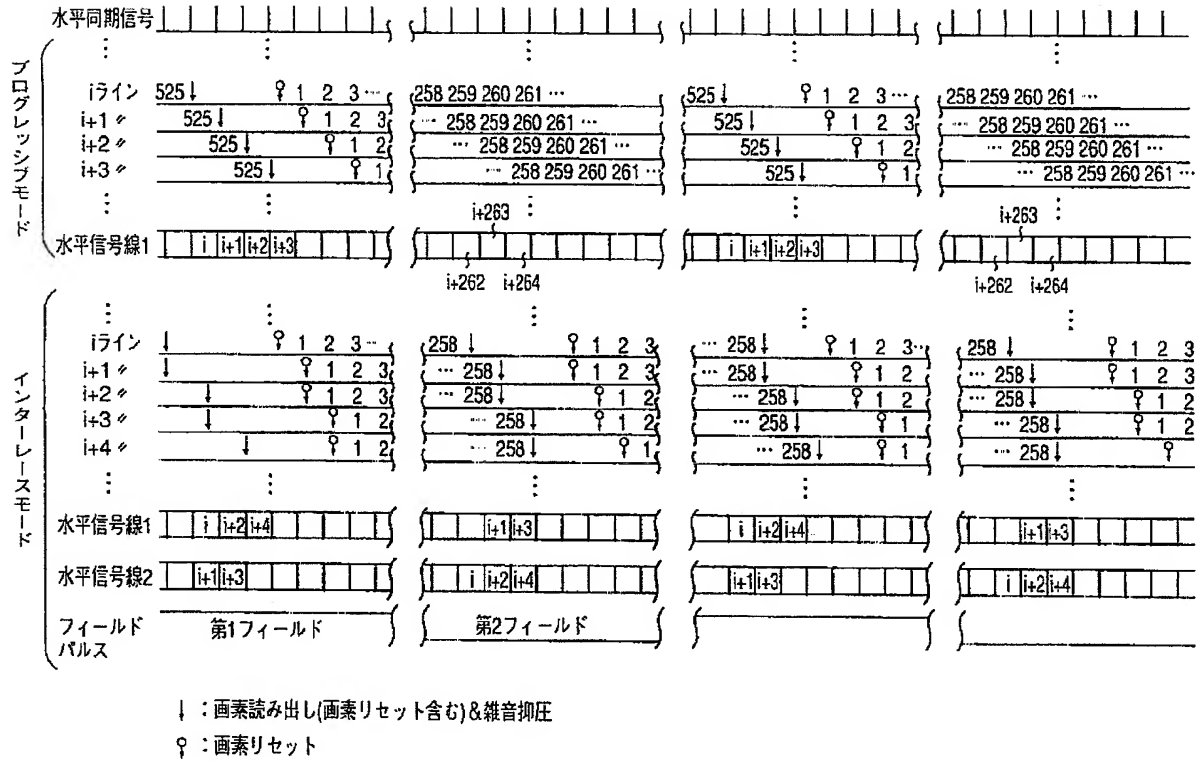 水平同期信号
プログレッシブモード
iライン 525 1 2 3… 258 259 260 261 … 525 1 2 3… 258 259 260 261 …
i+1 〃 525 1 2 3 … 258 259 260 261 … 525 1 2 3 … 258 259 260 261 …
i+2 〃 525 1 2 … 258 259 260 261 … 525 1 2 … 258 259 260 261 …
i+3 〃 525 1 … 258 259 260 261 … 525 1 … 258 259 260 261 …
i+263 i+263
水平信号線1 i i+1 i+2 i+3 i i+1 i+2 i+3
i+262 i+264 i+262 i+264
インターレースモード
iライン 1 2 3… 258 1 2 3 … 258 1 2 3… 258 1 2 3
i+1 〃 1 2 3 … 258 1 2 3 … 258 1 2 … 258 1 2 3
i+2 〃 1 2 3 … 258 1 2 … 258 1 2 … 258 1 2
i+3 〃 1 2 … 258 1 2 … 258 1 … 258 1 2
i+4 〃 1 2 … 258 1 … 258 1 … 258
水平信号線1 i i+2 i+4 i+1 i+3 i i+2 i+4 i+1 i+3
水平信号線2 i+1 i+3 i i+2 i+4 i+1 i+3 i i+2 i+4
フィールド 第1フィールド 第2フィールド
パルス
↓ : 画素読み出し(画素リセット含む)&雑音抑圧
: 画素リセット